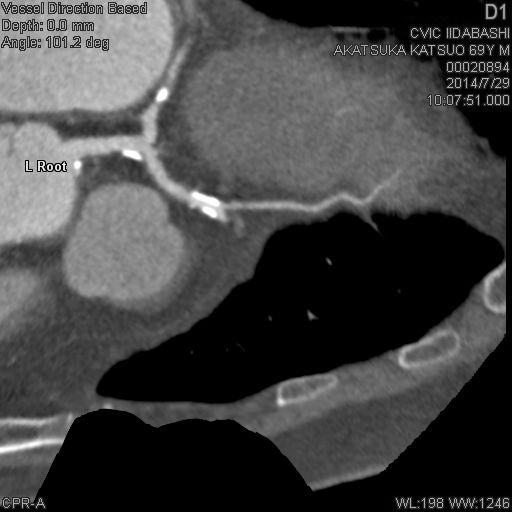 Vessel Direction Based
Depth: 0.0 mm
Angle: 101.2 deg
D1
CVIC IIDABASHI
AKATSUKA KATSUO 69Y M
00020894
2014/7/29
10:07:51.000
L Root
CPR-A
WL:198 WW:1246